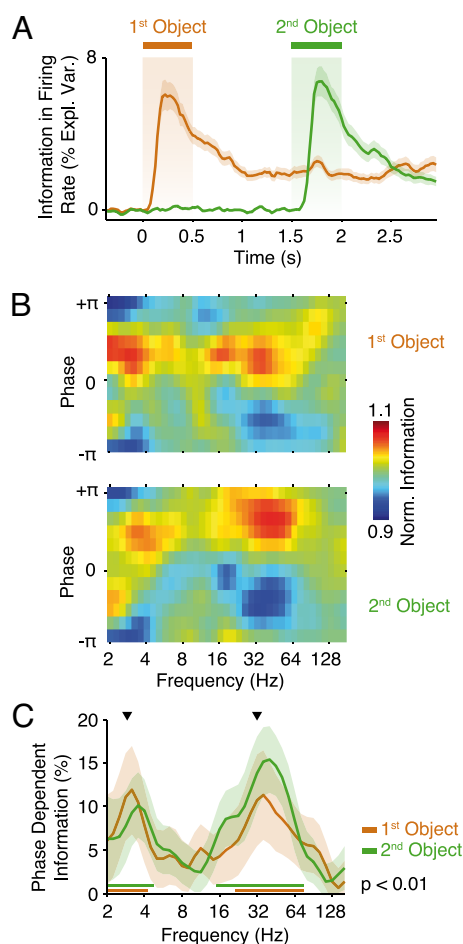 A
1st Object
2nd Object
Information in Firing
Rate (% Expl. Var.)
8
0
0
0.5
1
1.5
2
2.5
Time (s)
B
+π
Phase
0
-π
1st Object
1.1
Norm. Information
0.9
+π
Phase
0
-π
2nd Object
2
4
8
16
32
64
128
Frequency (Hz)
C
Phase Dependent
Information (%)
20
15
10
5
0
1st Object
2nd Object
p < 0.01
2
4
8
16
32
64
128
Frequency (Hz)